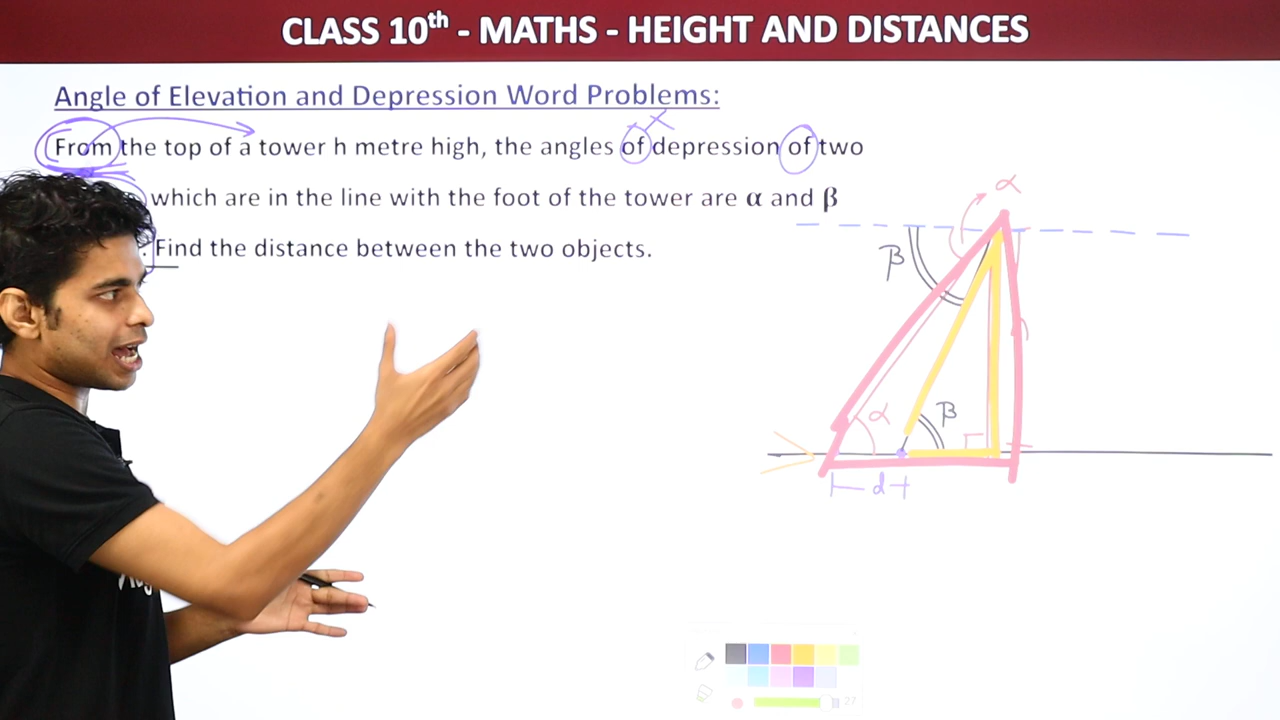 CLASS 10th - MATHS - HEIGHT AND DISTANCES
Angle of Elevation and Depression Word Problems:
From the top of a tower h metre high, the angles of depression of two
which are in the line with the foot of the tower are α and β
. Find the distance between the two objects.
α
β
α
β
d
27